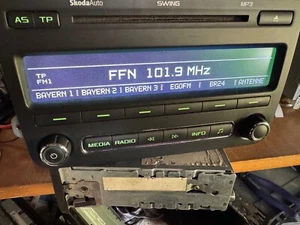 SkodaAuto SWING MP3
AS TP
TP
FM1
FFN 101.9 MHz
BAYERN 1 | BAYERN 2 | BAYERN 3 | EGOFM | BR24 | ANTENNE
MEDIA RADIO INFO